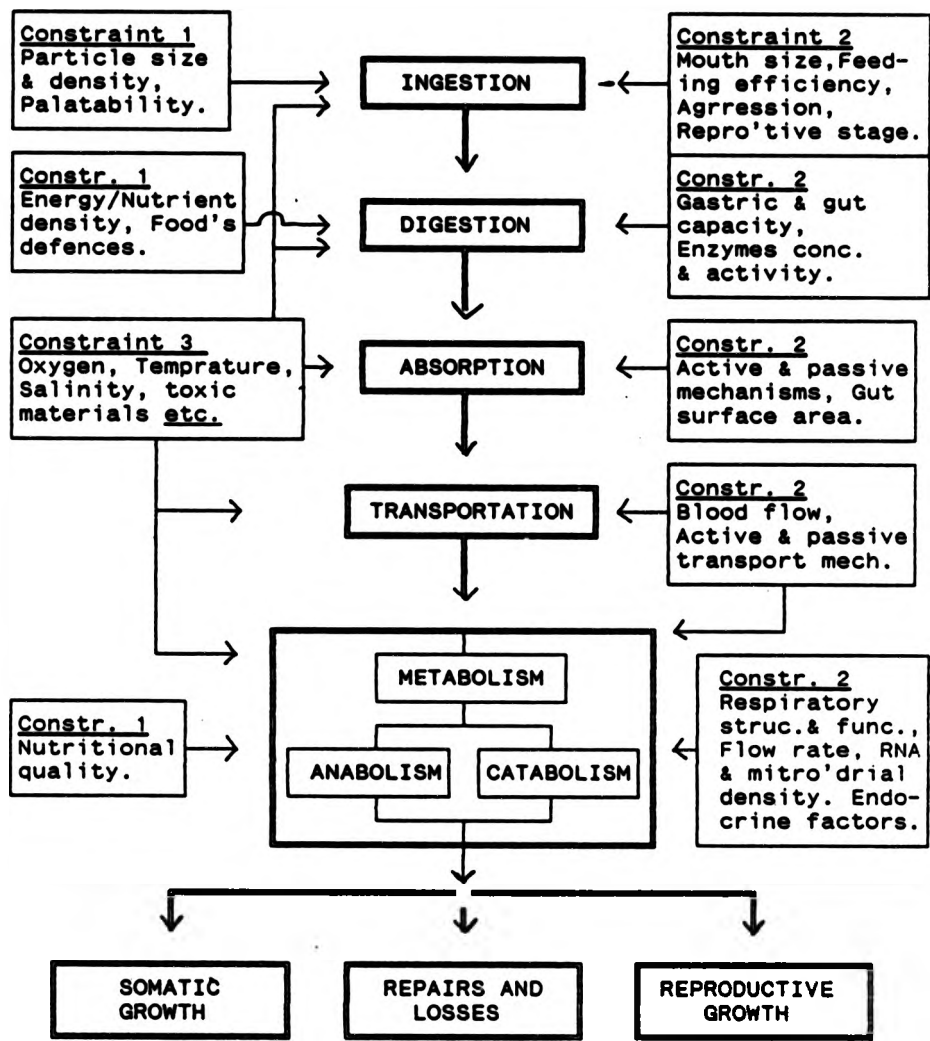 Constraint 1
Particle size
& density,
Palatability.
INGESTION
Constraint 2
Mouth size,Feed-
ing efficiency,
Agrression,
Repro'tive stage.
Constr. 1
Energy/Nutrient
density, Food's
defences.
DIGESTION
Constr. 2
Gastric & gut
capacity,
Enzymes conc.
& activity.
Constraint 3
Oxygen, Temprature,
Salinity, toxic
materials etc.
ABSORPTION
Constr. 2
Active & passive
mechanisms, Gut
surface area.
TRANSPORTATION
Constr. 2
Blood flow,
Active & passive
transport mech.
METABOLISM
ANABOLISM
CATABOLISM
Constr. 1
Nutritional
quality.
Constr. 2
Respiratory
struc.& func.,
Flow rate, RNA
& mitro'drial
density. Endo-
crine factors.
SOMATIC
GROWTH
REPAIRS AND
LOSSES
REPRODUCTIVE
GROWTH